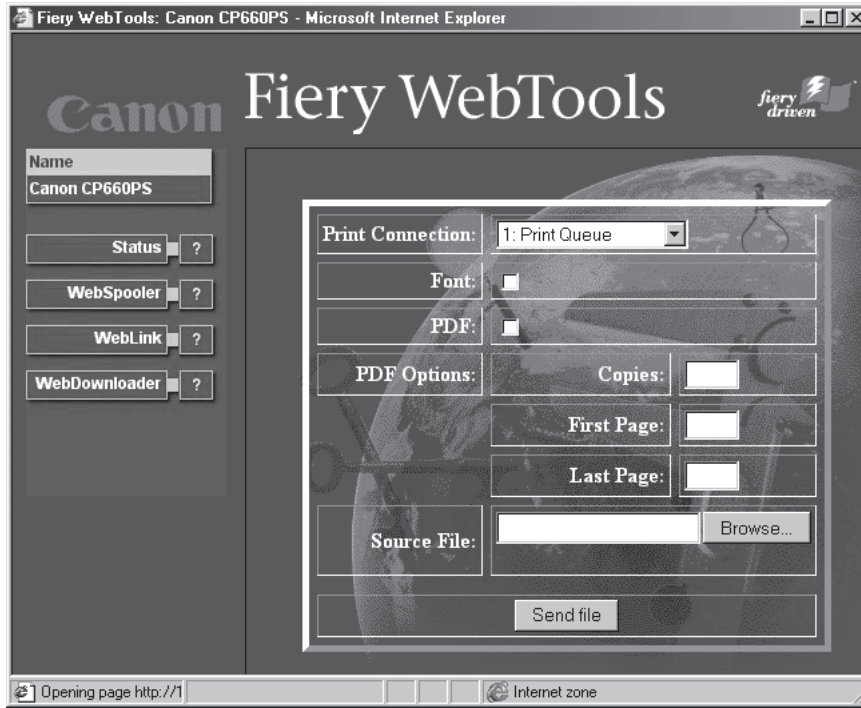 Fiery WebTools: Canon CP660PS - Microsoft Internet Explorer
Canon
Fiery WebTools
fiery
driven
Name
Canon CP660PS
Status ?
WebSpooler ?
WebLink ?
WebDownloader ?
Print Connection: 1: Print Queue
Font:
PDF:
PDF Options: Copies:
First Page:
Last Page:
Source File: Browse...
Send file
Opening page http://1 Internet zone